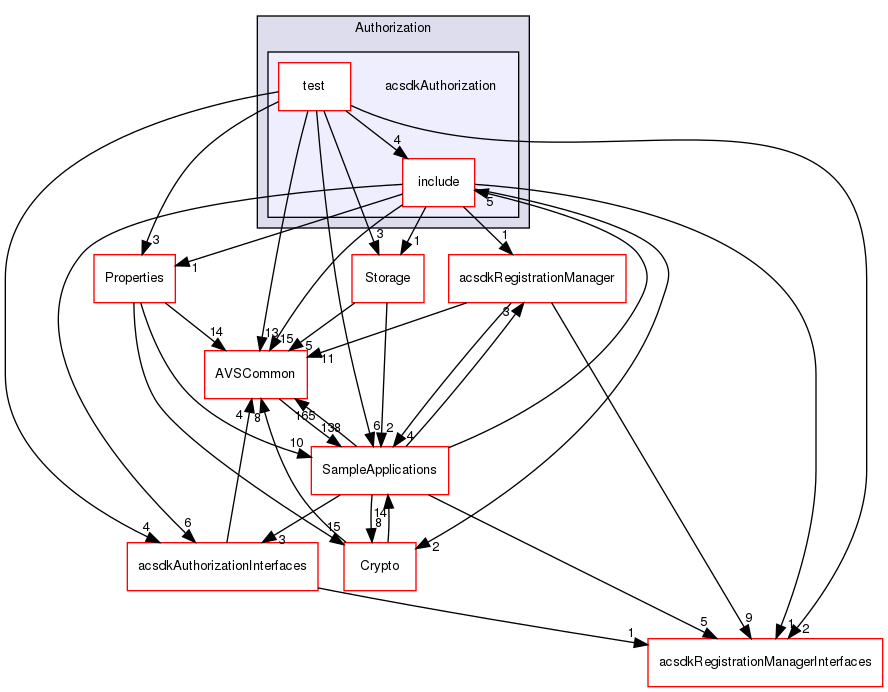 Authorization
test
acsdkAuthorization
4
include
5
3
3
1
1
1
Properties
Storage
acsdkRegistrationManager
14
13
15
5
11
3
AVSCommon
4
8
165
138
6
2
4
10
SampleApplications
4
6
15
14
8
3
2
acsdkAuthorizationInterfaces
Crypto
1
5
9
1
2
acsdkRegistrationManagerInterfaces